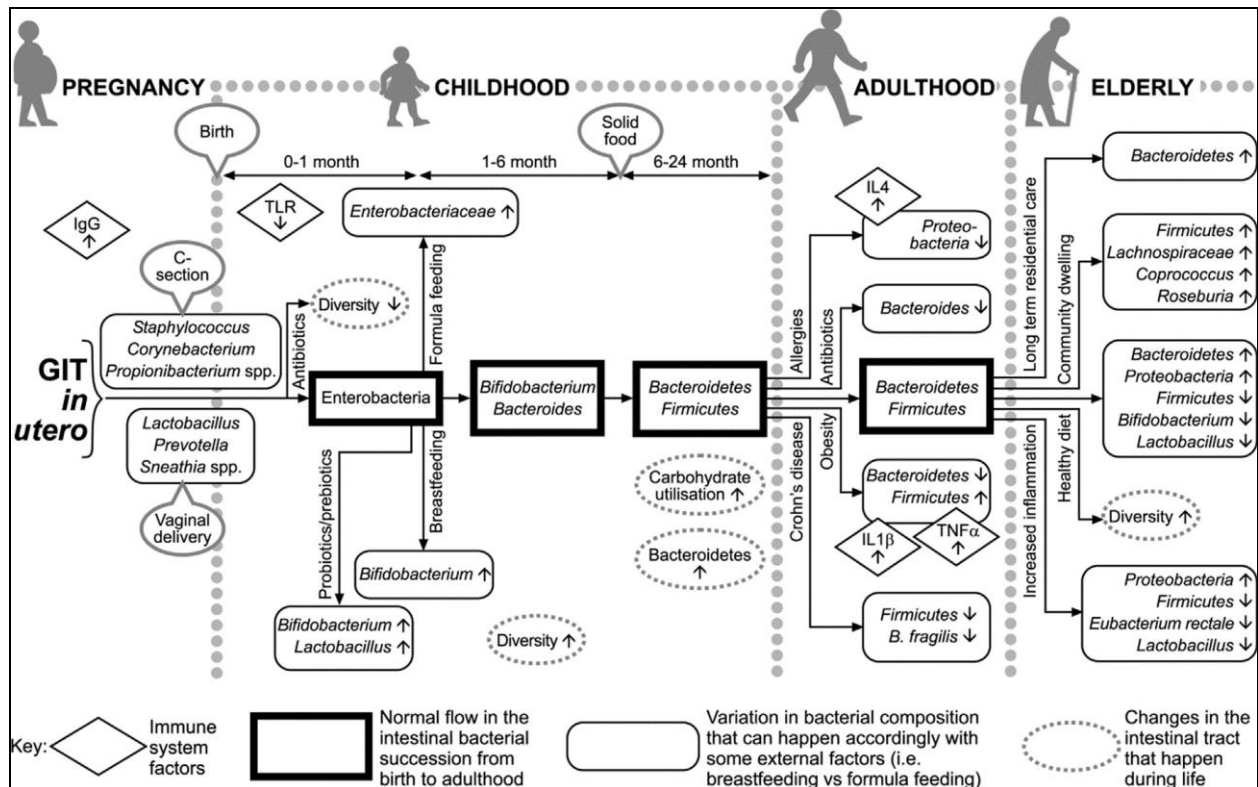 PREGNANCY
CHILDHOOD
ADULTHOOD
ELDERLY
Birth
Solid
food
0-1 month
1-6 month
6-24 month
IgG
↑
TLR
↓
C-
section
Staphylococcus
Corynebacterium
Propionibacterium spp.
GIT
in
utero
Lactobacillus
Prevotella
Sneathia spp.
Vaginal
delivery
Antibiotics
Diversity ↓
Enterobacteriaceae ↑
Formula feeding
Enterobacteria
Probiotics/prebiotics
Breastfeeding
Bifidobacterium ↑
Bifidobacterium ↑
Lactobacillus ↑
Bifidobacterium
Bacteroides
Diversity ↑
Bacteroidetes
Firmicutes
Carbohydrate
utilisation ↑
Bacteroidetes
↑
Allergies
Antibiotics
Obesity
Crohn's disease
IL4
↑
Proteo-
bacteria ↓
Bacteroides ↓
Bacteroidetes
Firmicutes
Bacteroidetes ↓
Firmicutes ↑
IL1β
↑
TNFα
↑
Firmicutes ↓
B. fragilis ↓
Long term residential care
Community dwelling
Increased inflammation
Healthy diet
Bacteroidetes ↑
Firmicutes ↑
Lachnospiraceae ↑
Coprococcus ↑
Roseburia ↑
Bacteroidetes ↑
Proteobacteria ↑
Firmicutes ↓
Bifidobacterium ↓
Lactobacillus ↓
Diversity ↑
Proteobacteria ↑
Firmicutes ↓
Eubacterium rectale ↓
Lactobacillus ↓
Key:
Immune
system
factors
Normal flow in the
intestinal bacterial
succession from
birth to adulthood
Variation in bacterial composition
that can happen accordingly with
some external factors (i.e.
breastfeeding vs formula feeding)
Changes in the
intestinal tract
that happen
during life